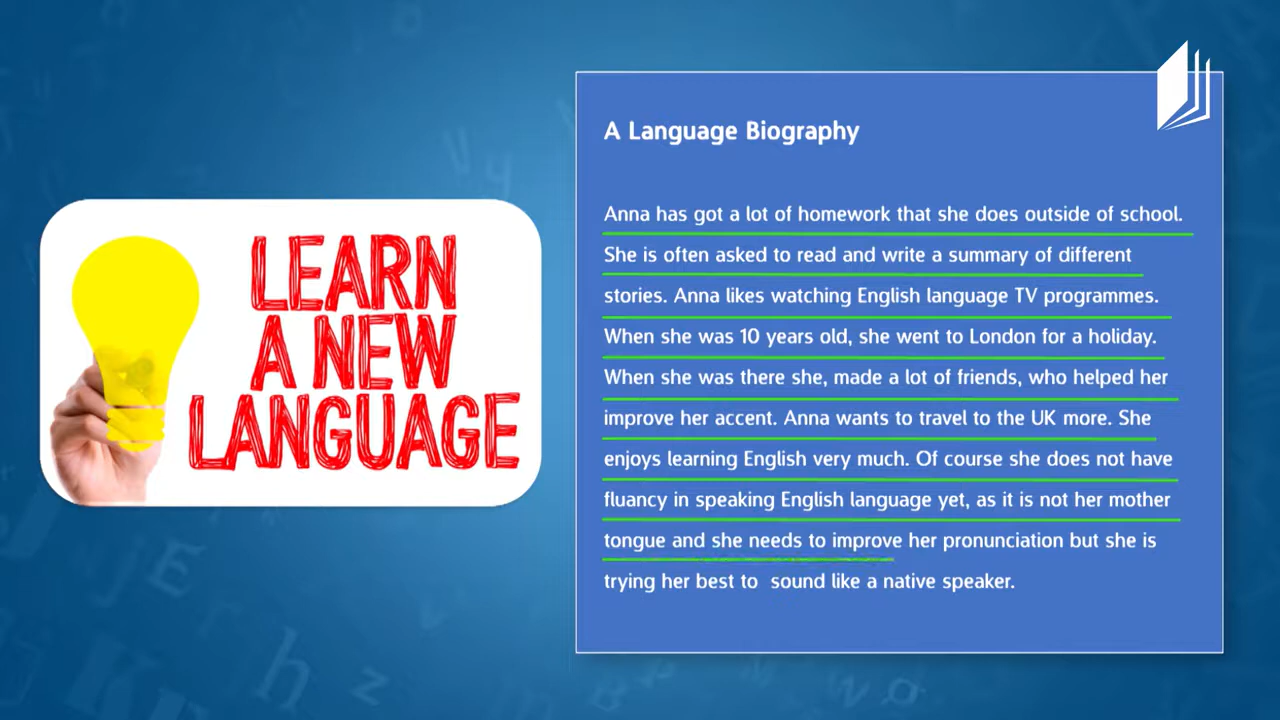 LEARN
A NEW
LANGUAGE
A Language Biography
Anna has got a lot of homework that she does outside of school.
She is often asked to read and write a summary of different
stories. Anna likes watching English language TV programmes.
When she was 10 years old, she went to London for a holiday.
When she was there she, made a lot of friends, who helped her
improve her accent. Anna wants to travel to the UK more. She
enjoys learning English very much. Of course she does not have
fluency in speaking English language yet, as it is not her mother
tongue and she needs to improve her pronunciation but she is
trying her best to  sound like a native speaker.